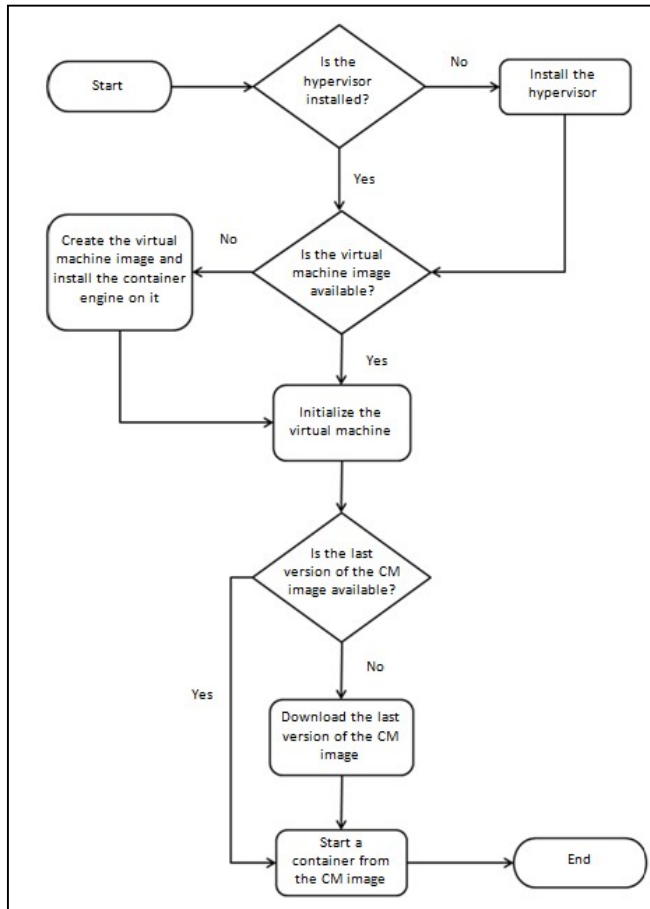 Start
Is the
hypervisor
installed?
No
Install the
hypervisor
Yes
Create the virtual
machine image and
install the container
engine on it
No
Is the virtual
machine image
available?
Yes
Initialize the
virtual machine
Is the last
version of the CM
image available?
No
Yes
Download the last
version of the CM
image
Start a
container from
the CM image
End